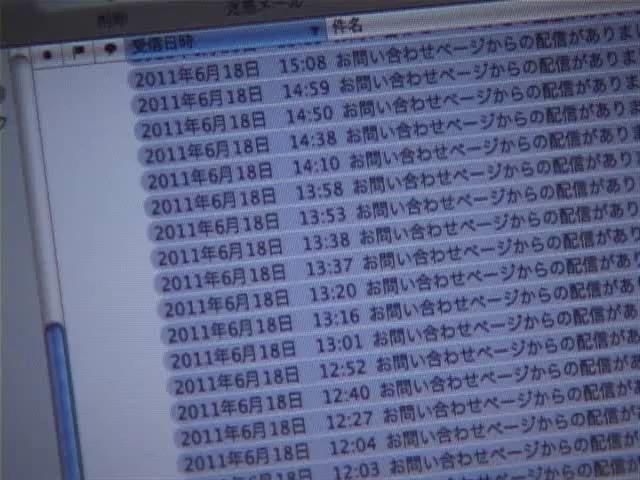 削除 迷惑メール
受信日時 件名
2011年6月18日 15:08 お問い合わせページからの配信がありま
2011年6月18日 14:59 お問い合わせページからの配信がありま
2011年6月18日 14:50 お問い合わせページからの配信がありま
2011年6月18日 14:38 お問い合わせページからの配信がありま
2011年6月18日 14:10 お問い合わせページからの配信があり
2011年6月18日 13:58 お問い合わせページからの配信があり
2011年6月18日 13:53 お問い合わせページからの配信があり
2011年6月18日 13:38 お問い合わせページからの配信があり
2011年6月18日 13:37 お問い合わせページからの配信があり
2011年6月18日 13:20 お問い合わせページからの配信があり
2011年6月18日 13:16 お問い合わせページからの配信があり
2011年6月18日 13:01 お問い合わせページからの配信があ
2011年6月18日 12:52 お問い合わせページからの配信があ
2011年6月18日 12:40 お問い合わせページからの配信が
2011年6月18日 12:27 お問い合わせページからの配信が
2011年6月18日 12:04 お問い合わせページからの配信が
2011年6月18日 12:03 お問い合わせページからの配信